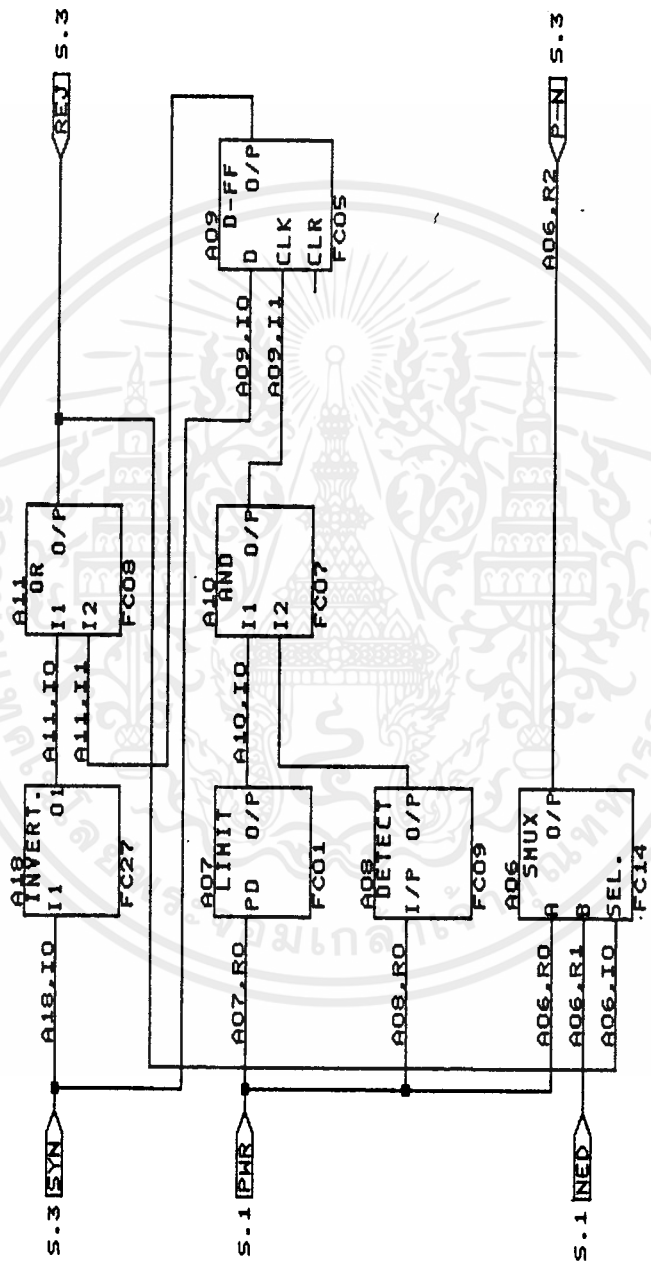 S.3 SYN
A18.I0
A18
INVERT.
I1 O1
FC27
A11.I0
A11.I1
A11
OR
I1 O/P
I2
FC08
REJ S.3
S.1 PWR
A07.R0
A07
LIMIT
PD O/P
FC01
A10.I0
A10
AND
I1 O/P
I2
FC07
A09.I0
A09.I1
A09
D-FF
D O/P
CLK
CLR
FC05
A08.R0
A08
DETECT
I/P O/P
FC09
S.1 NED
A06.R0
A06.R1
A06.I0
A06
SMUX
A O/P
B
SEL.
FC14
A06.R2
P-N S.3